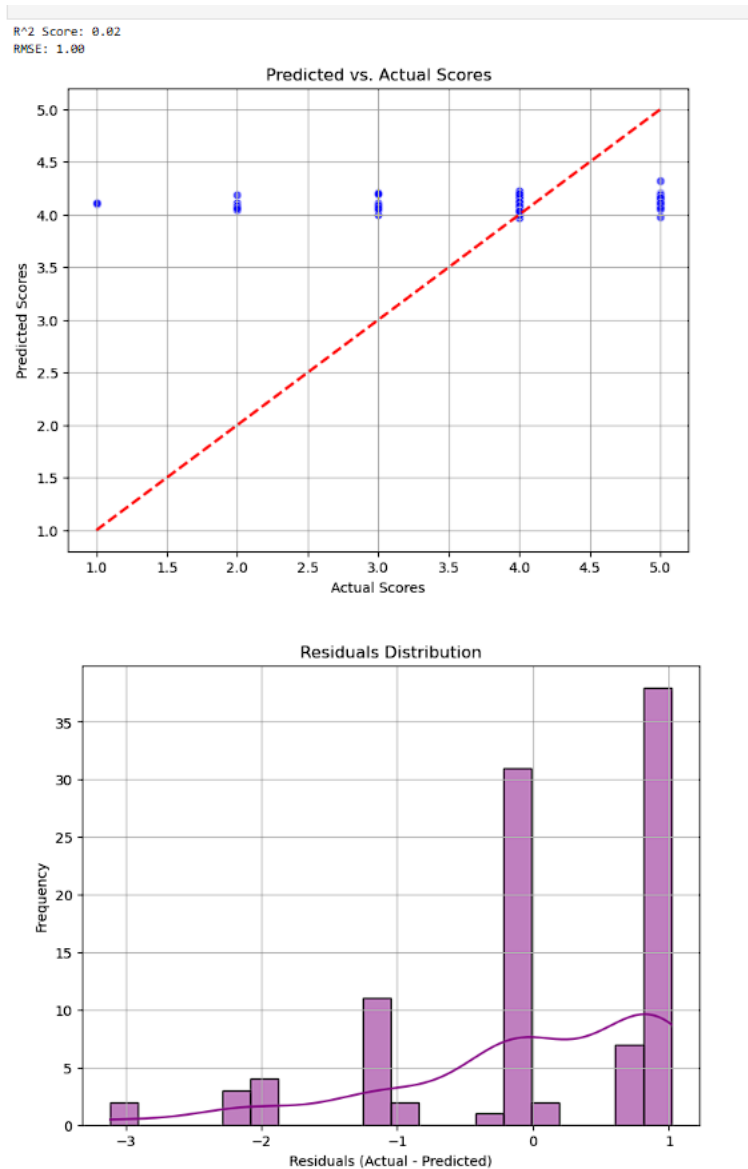 R^2 Score: 0.02
RMSE: 1.00
Predicted vs. Actual Scores
5.0
4.5
4.0
3.5
3.0
2.5
2.0
1.5
1.0
Predicted Scores
1.0 1.5 2.0 2.5 3.0 3.5 4.0 4.5 5.0
Actual Scores
Residuals Distribution
35
30
25
20
15
10
5
0
Frequency
−3 −2 −1 0 1
Residuals (Actual - Predicted)